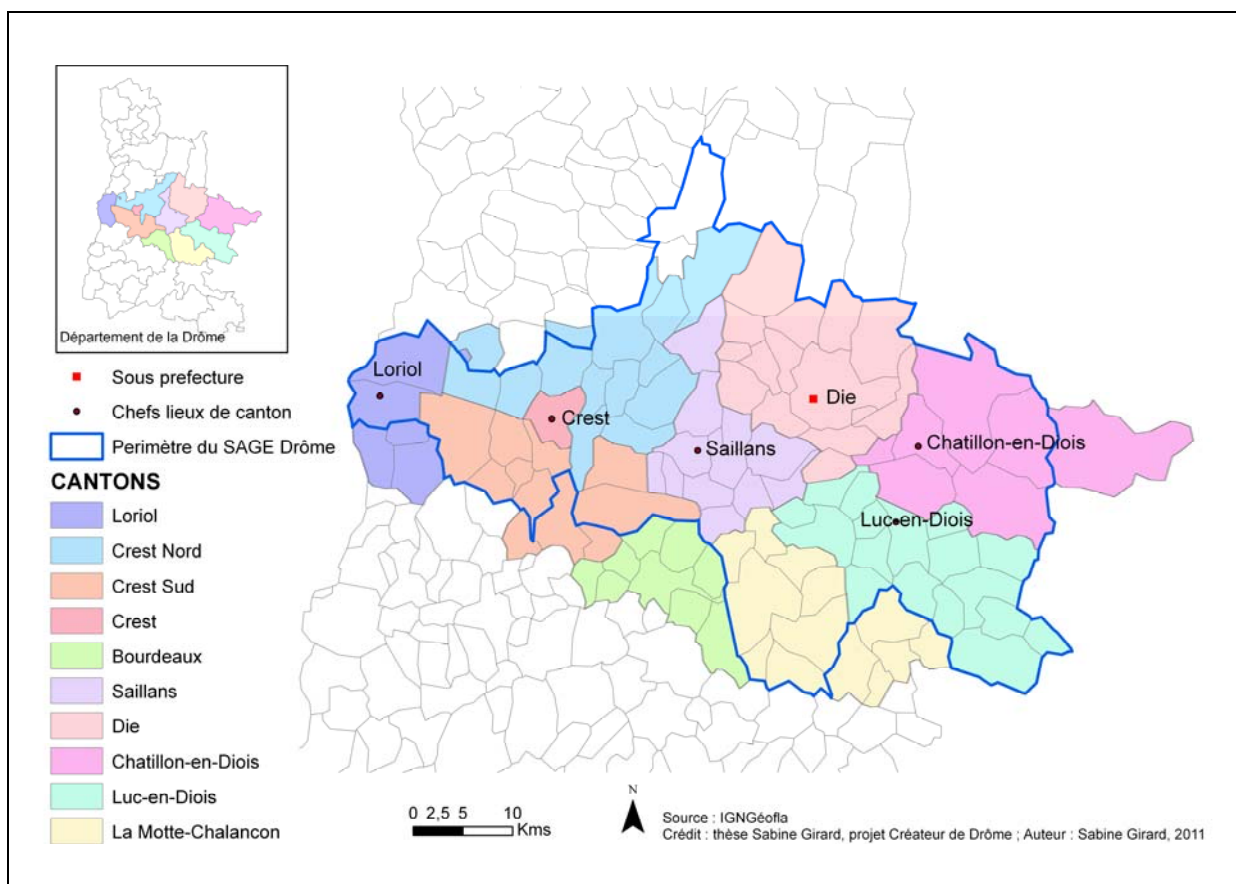 Département de la Drôme
Sous prefecture
Chefs lieux de canton
Perimètre du SAGE Drôme
CANTONS
Loriol
Crest Nord
Crest Sud
Crest
Bourdeaux
Saillans
Die
Chatillon-en-Diois
Luc-en-Diois
La Motte-Chalancon
Loriol
Crest
Saillans
Die
Chatillon-en-Diois
Luc-en-Diois
0 2,5 5 10
Kms
N
Source : IGNGéofla
Crédit : thèse Sabine Girard, projet Créateur de Drôme ; Auteur : Sabine Girard, 2011